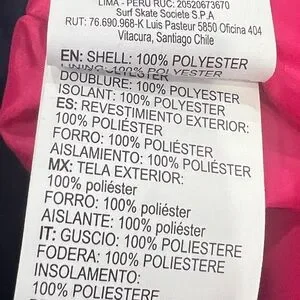 LIMA - PERU RUC: 20520673670
Surf Skate Societe S.P.A
RUT: 76.690.968-K Luis Pasteur 5850 Oficina 404
Vitacura, Santiago Chile
EN: SHELL: 100% POLYESTER
DOUBLURE: 100% POLYESTER
ISOLANT: 100% POLYESTER
ES: REVESTIMIENTO EXTERIOR:
100% POLIÉSTER
FORRO: 100% POLIÉSTER
AISLAMIENTO: 100% POLIÉSTER
MX: TELA EXTERIOR:
100% poliéster
FORRO: 100% poliéster
AISLANTE: 100% poliéster
IT: GUSCIO: 100% POLIESTERE
FODERA: 100% POLIESTERE
INSOLAMENTO:
100% POLIESTERE